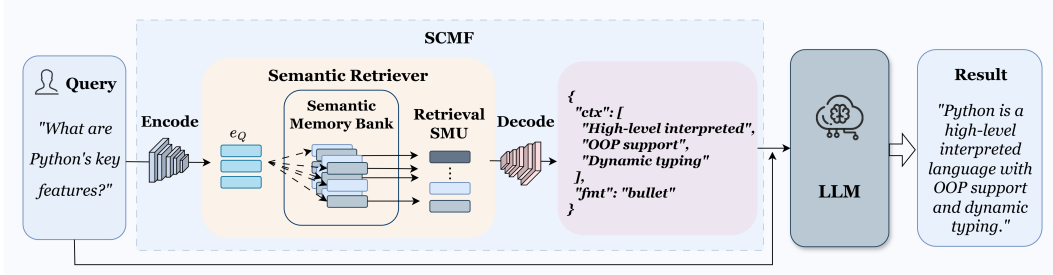 SCMF
Query
"What are
Python's key
features?"
Encode
Semantic Retriever
e_Q
Semantic
Memory Bank
Retrieval
SMU
Decode
{
"ctx": [
"High-level interpreted",
"OOP support",
"Dynamic typing"
],
"fmt": "bullet"
}
LLM
Result
"Python is a
high-level
interpreted
language with
OOP support
and dynamic
typing."